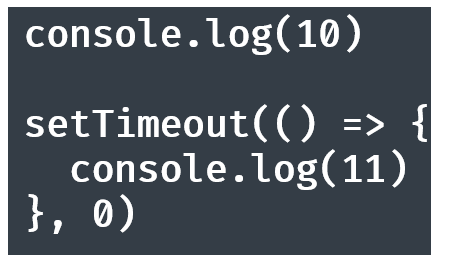 console.log(10)
setTimeout(() => {
  console.log(11)
}, 0)